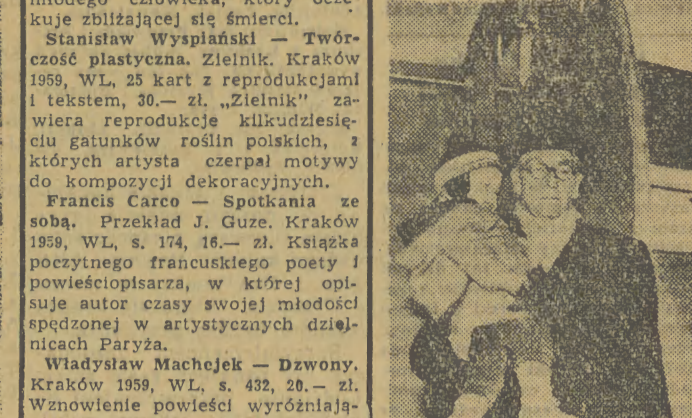 młodego człowieka, który ocze-
kuje zbliżającej się śmierci.
Stanisław Wyspiański — Twór-
czość plastyczna. Zielnik. Kraków
1959, WL, 25 kart z reprodukcjami
i tekstem, 30.— zł. „Zielnik" za-
wiera reprodukcje kilkudziesię-
ciu gatunków roślin polskich, z
których artysta czerpał motywy
do kompozycji dekoracyjnych.
Francis Carco — Spotkania ze
sobą. Przekład J. Guze. Kraków
1959, WL, s. 174, 16.— zł. Książka
poczytnego francuskiego poety i
powieściopisarza, w której opi-
suje autor czasy swojej młodości
spędzonej w artystycznych dziel-
nicach Paryża.
Władysław Machejek — Dzwony.
Kraków 1959, WL, s. 432, 20.— zł.
Wznowienie powieści wyróżniają-